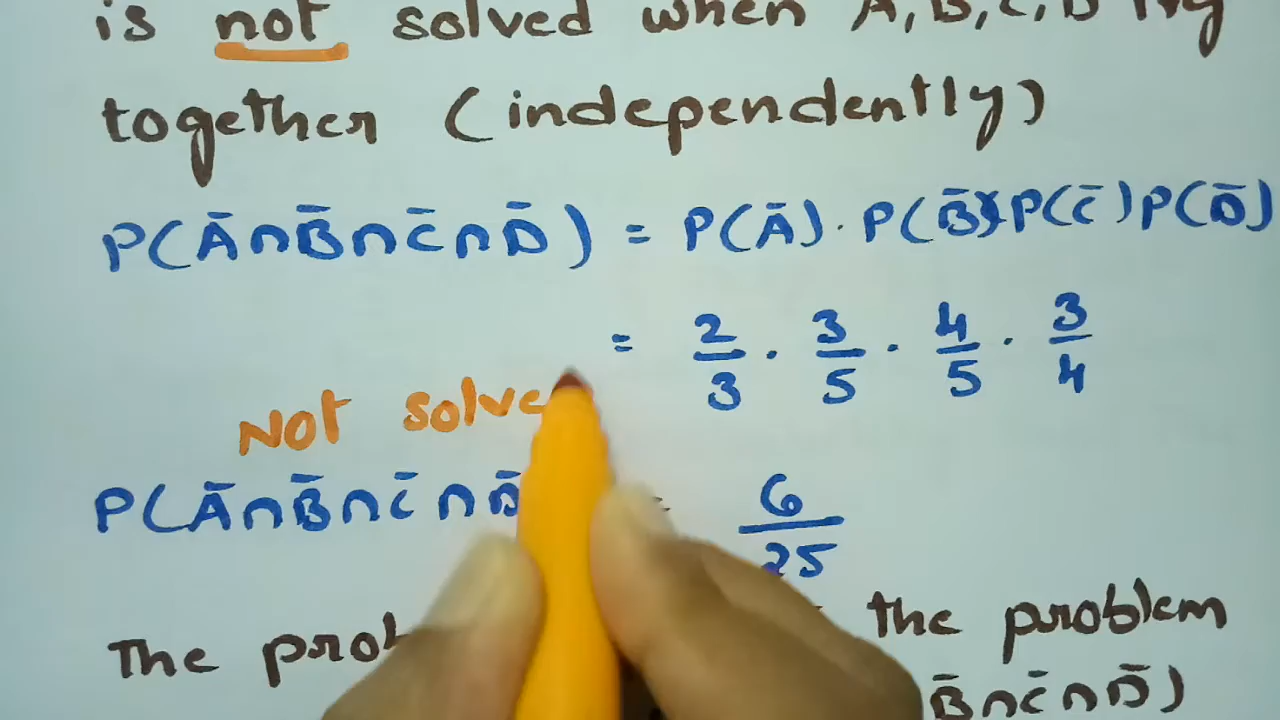 is not solved when A, B, C, D try
together (independently)
P(Ā∩B̄∩C̄∩D̄) = P(Ā).P(B̄)P(C̄)P(D̄)
= 2/3 . 3/5 . 4/5 . 3/4
Not solve
P(Ā∩B̄∩C̄∩D̄ = 6/25
The prob the problem
B̄∩C̄∩D̄)